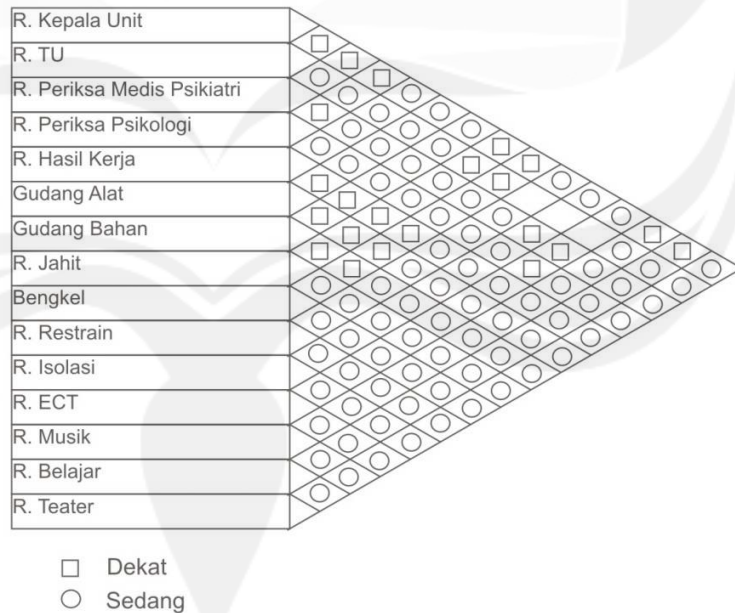 R. Kepala Unit
R. TU
R. Periksa Medis Psikiatri
R. Periksa Psikologi
R. Hasil Kerja
Gudang Alat
Gudang Bahan
R. Jahit
Bengkel
R. Restrain
R. Isolasi
R. ECT
R. Musik
R. Belajar
R. Teater
Dekat
Sedang